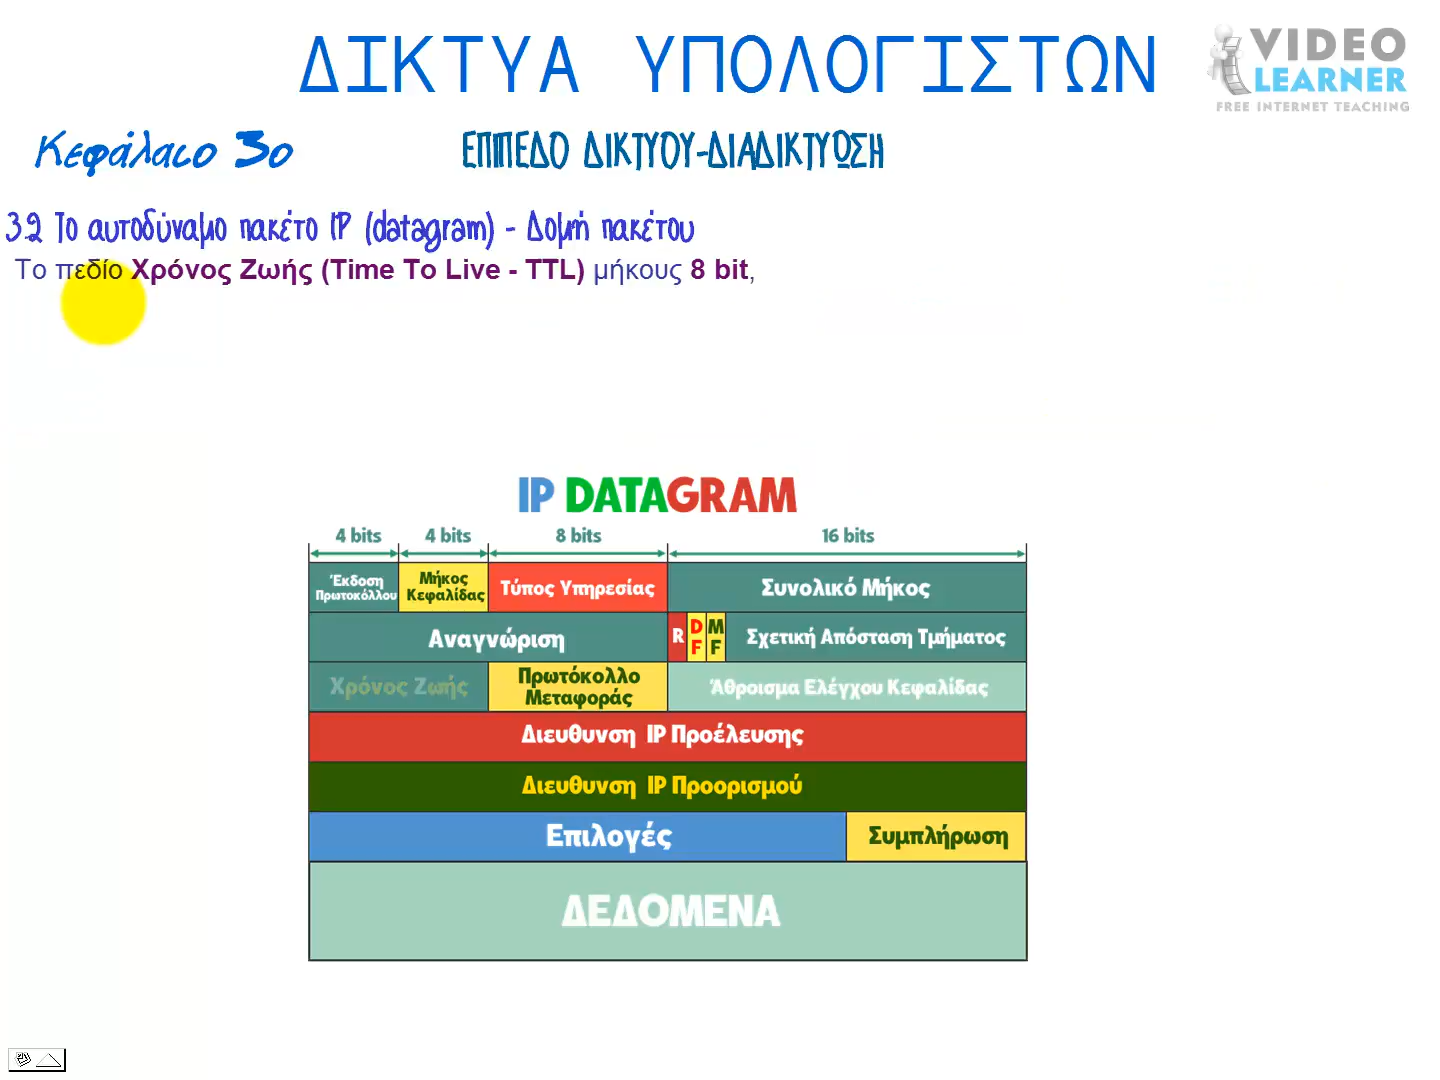 ΔΙΚΤΥΑ ΥΠΟΛΟΓΙΣΤΩΝ
VIDEO
LEARNER
FREE INTERNET TEACHING
Κεφάλαιο 3ο
ΕΠΙΠΕΔΟ ΔΙΚΤΥΟΥ-ΔΙΑΔΙΚΤΥΩΣΗ
3.2 Το αυτοδύναμο πακέτο IP (datagram) - Δομή πακέτου
Το πεδίο Χρόνος Ζωής (Time To Live - TTL) μήκους 8 bit,
IP DATAGRAM
4 bits 4 bits 8 bits 16 bits
Έκδοση Πρωτοκόλλου Μήκος Κεφαλίδας Τύπος Υπηρεσίας Συνολικό Μήκος
Αναγνώριση R DF MF Σχετική Απόσταση Τμήματος
Χρόνος Ζωής Πρωτόκολλο Μεταφοράς Άθροισμα Ελέγχου Κεφαλίδας
Διευθυνση IP Προέλευσης
Διευθυνση IP Προορισμού
Επιλογές Συμπλήρωση
ΔΕΔΟΜΕΝΑ